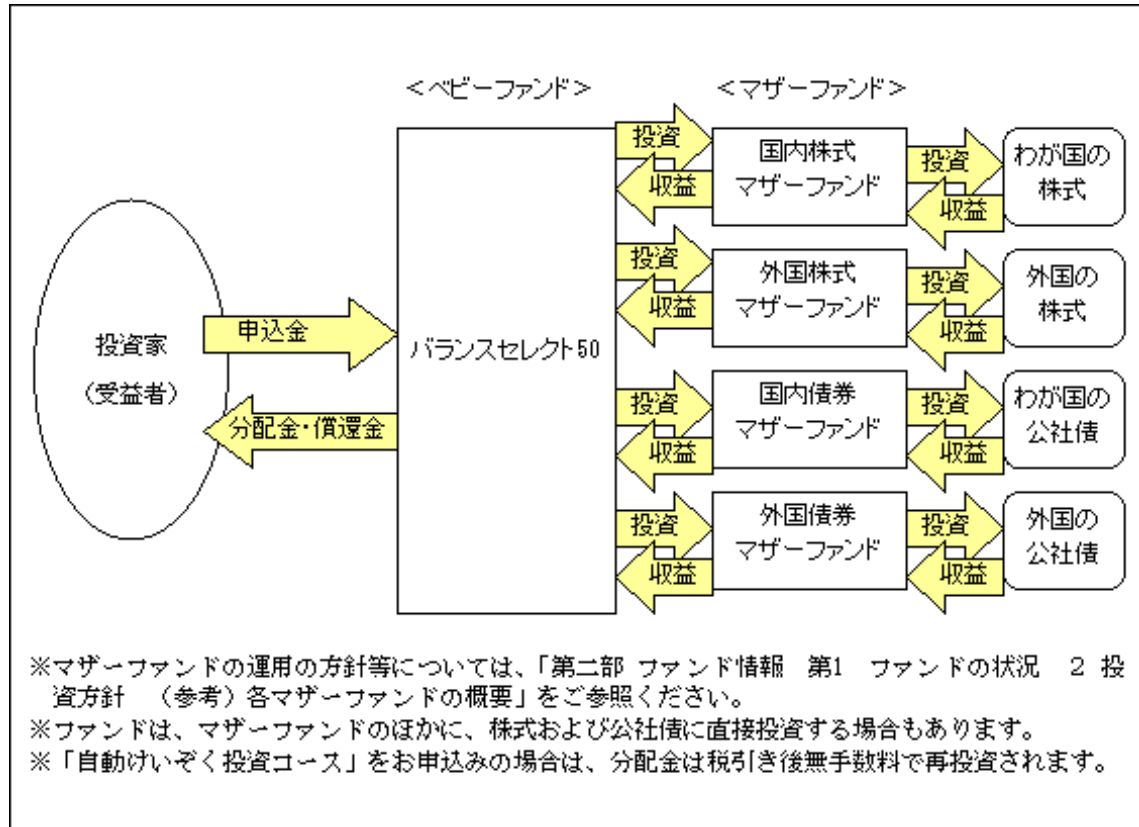 ＜ベビーファンド＞
＜マザーファンド＞
投資家
（受益者）
申込金
分配金・償還金
バランスセレクト50
投資
収益
国内株式
マザーファンド
投資
収益
わが国の
株式
投資
収益
外国株式
マザーファンド
投資
収益
外国の
株式
投資
収益
国内債券
マザーファンド
投資
収益
わが国の
公社債
投資
収益
外国債券
マザーファンド
投資
収益
外国の
公社債
※マザーファンドの運用の方針等については、「第二部 ファンド情報　第1　ファンドの状況　2 投
資方針　（参考）各マザーファンドの概要」をご参照ください。
※ファンドは、マザーファンドのほかに、株式および公社債に直接投資する場合もあります。
※「自動けいぞく投資コース」をお申込みの場合は、分配金は税引き後無手数料で再投資されます。